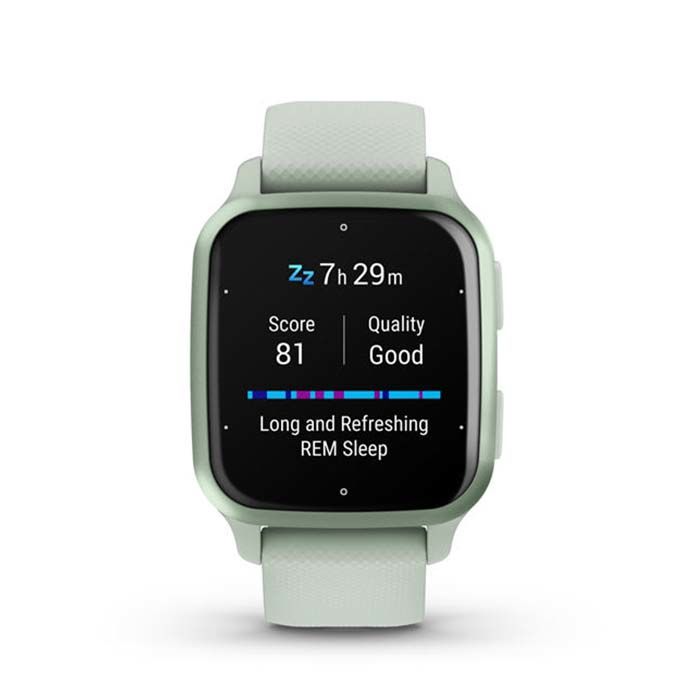 zz 7h 29m
Score Quality
81 Good
Long and Refreshing
REM Sleep